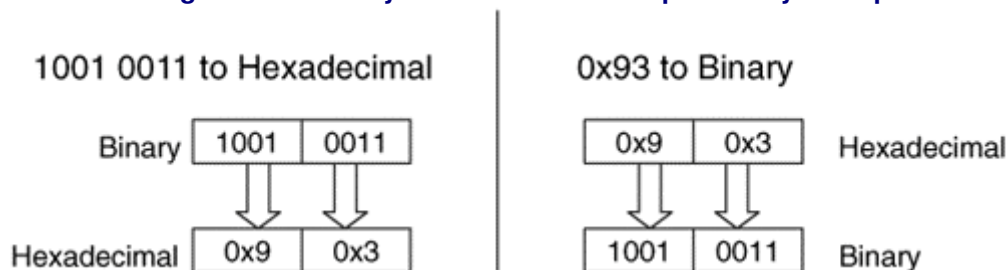 1001 0011 to Hexadecimal
Binary 1001 0011
Hexadecimal 0x9 0x3
0x93 to Binary
0x9 0x3 Hexadecimal
1001 0011 Binary